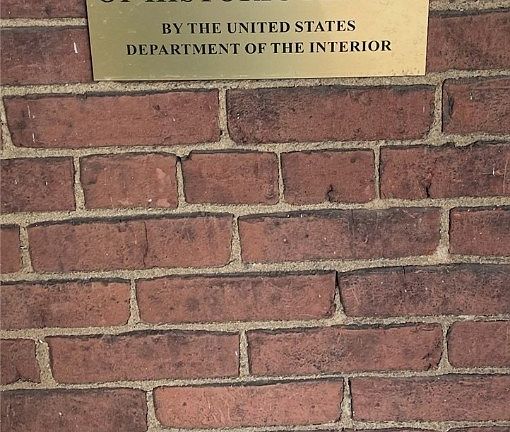 BY THE UNITED STATES
DEPARTMENT OF THE INTERIOR